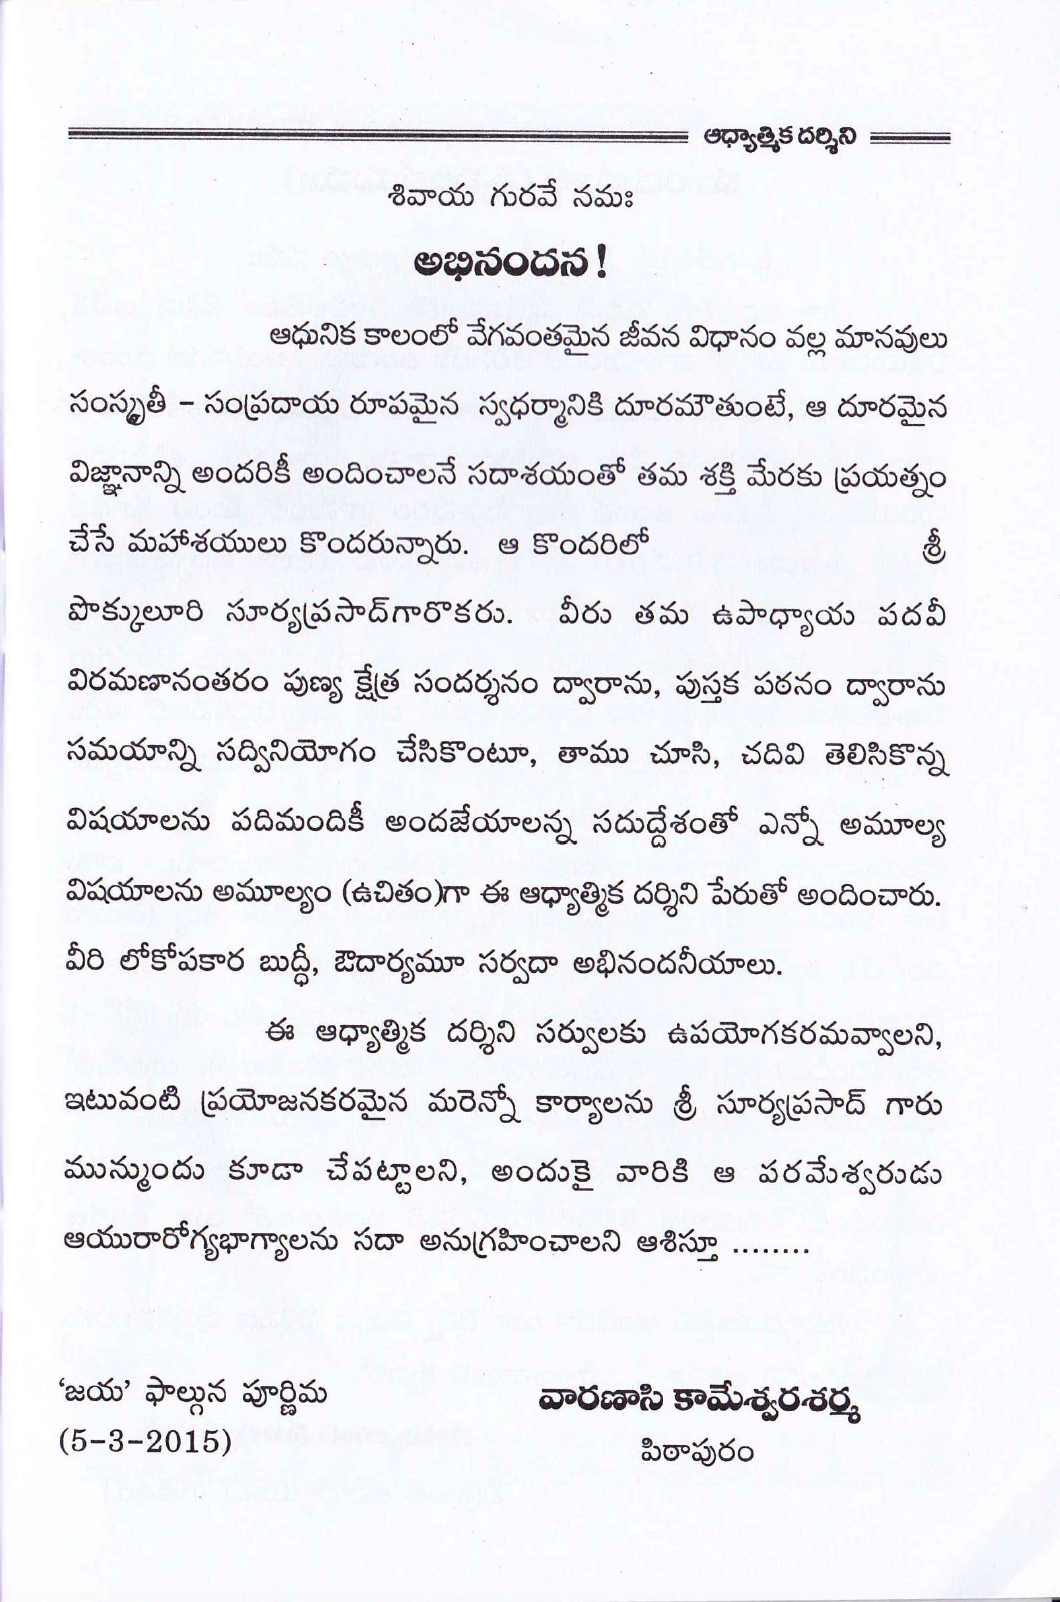 ఆధ్యాత్మిక దర్శిని
శివాయ గురవే నమః
అభినందన!
ఆధునిక కాలంలో వేగవంతమైన జీవన విధానం వల్ల మానవులు
సంస్కృతీ – సంప్రదాయ రూపమైన స్వధర్మానికి దూరమౌతుంటే, ఆ దూరమైన
విజ్ఞానాన్ని అందరికీ అందించాలనే సదాశయంతో తమ శక్తి మేరకు ప్రయత్నం
చేసే మహాశయులు కొందరున్నారు. ఆ కొందరిలో శ్రీ
పొక్కులూరి సూర్యప్రసాద్‌గారొకరు. వీరు తమ ఉపాధ్యాయ పదవీ
విరమణానంతరం పుణ్య క్షేత్ర సందర్శనం ద్వారాను, పుస్తక పఠనం ద్వారాను
సమయాన్ని సద్వినియోగం చేసికొంటూ, తాము చూసి, చదివి తెలిసికొన్న
విషయాలను పదిమందికీ అందజేయాలన్న సదుద్దేశంతో ఎన్నో అమూల్య
విషయాలను అమూల్యం (ఉచితం)గా ఈ ఆధ్యాత్మిక దర్శిని పేరుతో అందించారు.
వీరి లోకోపకార బుద్ధీ, ఔదార్యమూ సర్వదా అభినందనీయాలు.
ఈ ఆధ్యాత్మిక దర్శిని సర్వులకు ఉపయోగకరమవ్వాలని,
ఇటువంటి ప్రయోజనకరమైన మరెన్నో కార్యాలను శ్రీ సూర్యప్రసాద్ గారు
మున్ముందు కూడా చేపట్టాలని, అందుకై వారికి ఆ పరమేశ్వరుడు
ఆయురారోగ్యభాగ్యాలను సదా అనుగ్రహించాలని ఆశిస్తూ ........
‘జయ’ ఫాల్గున పూర్ణిమ
(5-3-2015)
వారణాసి కామేశ్వరశర్మ
పిఠాపురం